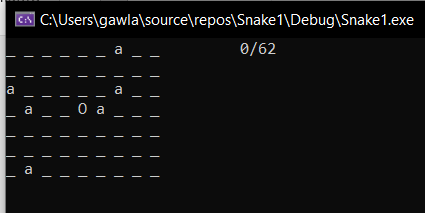 C:\Users\gawla\source\repos\Snake1\Debug\Snake1.exe
_ _ _ _ _ _ a _ _ 0/62
_ _ _ _ _ _ _ _ _
a _ _ _ _ _ a _ _
_ a _ _ O a _ _ _
_ _ _ _ _ _ _ _ _
_ _ _ _ _ _ _ _ _
_ a _ _ _ _ _ _ _